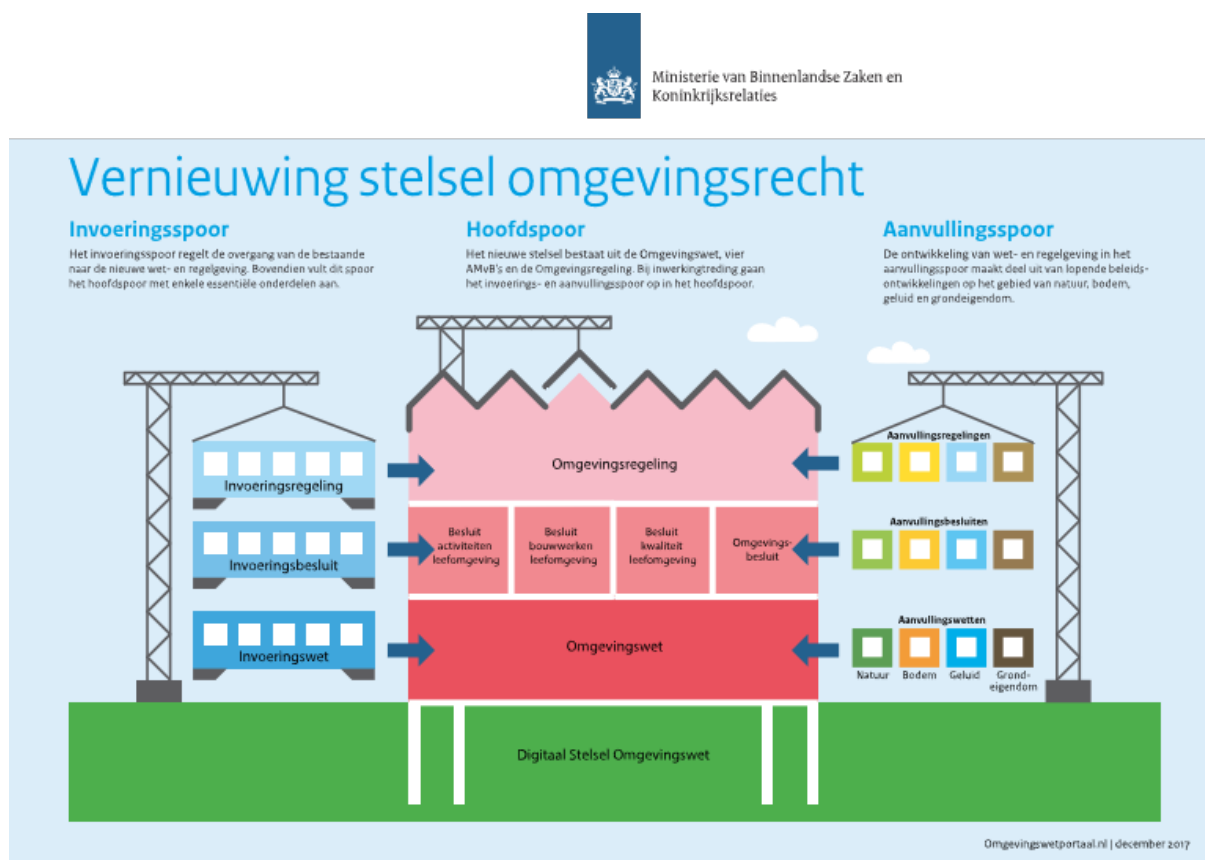 Ministerie van Binnenlandse Zaken en
Koninkrijksrelaties
Vernieuwing stelsel omgevingsrecht
Invoeringsspoor
Het invoeringsspoor regelt de overgang van de bestaande
naar de nieuwe wet- en regelgeving. Bovendien vult dit spoor
het hoofdspoor met enkele essentiële onderdelen aan.
Hoofdspoor
Het nieuwe stelsel bestaat uit de Omgevingswet, vier
AMvB's en de Omgevingsregeling. Bij inwerkingtreding gaan
het invoerings- en aanvullingsspoor op in het hoofdspoor.
Aanvullingsspoor
De ontwikkeling van wet- en regelgeving in het
aanvullingsspoor maakt deel uit van lopende beleids-
ontwikkelingen op het gebied van natuur, bodem,
geluid en grondeigendom.
Invoeringsregeling
Omgevingsregeling
Aanvullingsregelingen
Invoeringsbesluit
Besluit
activiteiten
leefomgeving
Besluit
bouwwerken
leefomgeving
Besluit
kwaliteit
leefomgeving
Omgevings-
besluit
Aanvullingsbesluiten
Invoeringswet
Omgevingswet
Aanvullingswetten
Natuur
Bodem
Geluid
Grond-
eigendom
Digitaal Stelsel Omgevingswet
Omgevingswetportaal.nl | december 2017